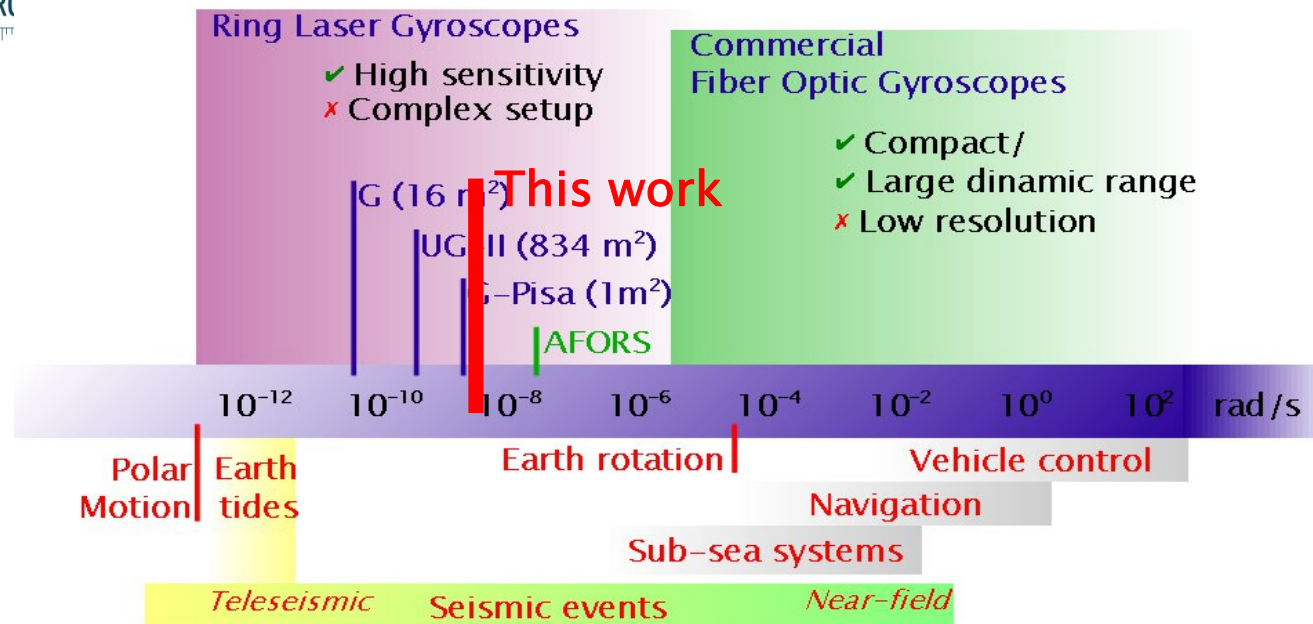 Ring Laser Gyroscopes
✔ High sensitivity
✗ Complex setup
Commercial
Fiber Optic Gyroscopes
✔ Compact/
✔ Large dinamic range
✗ Low resolution
This work
G (16 m²)
UG-II (834 m²)
G-Pisa (1m²)
AFORS
10⁻¹² 10⁻¹⁰ 10⁻⁸ 10⁻⁶ 10⁻⁴ 10⁻² 10⁰ 10² rad/s
Polar
Motion
Earth
tides
Earth rotation
Vehicle control
Navigation
Sub-sea systems
Teleseismic Seismic events Near-field